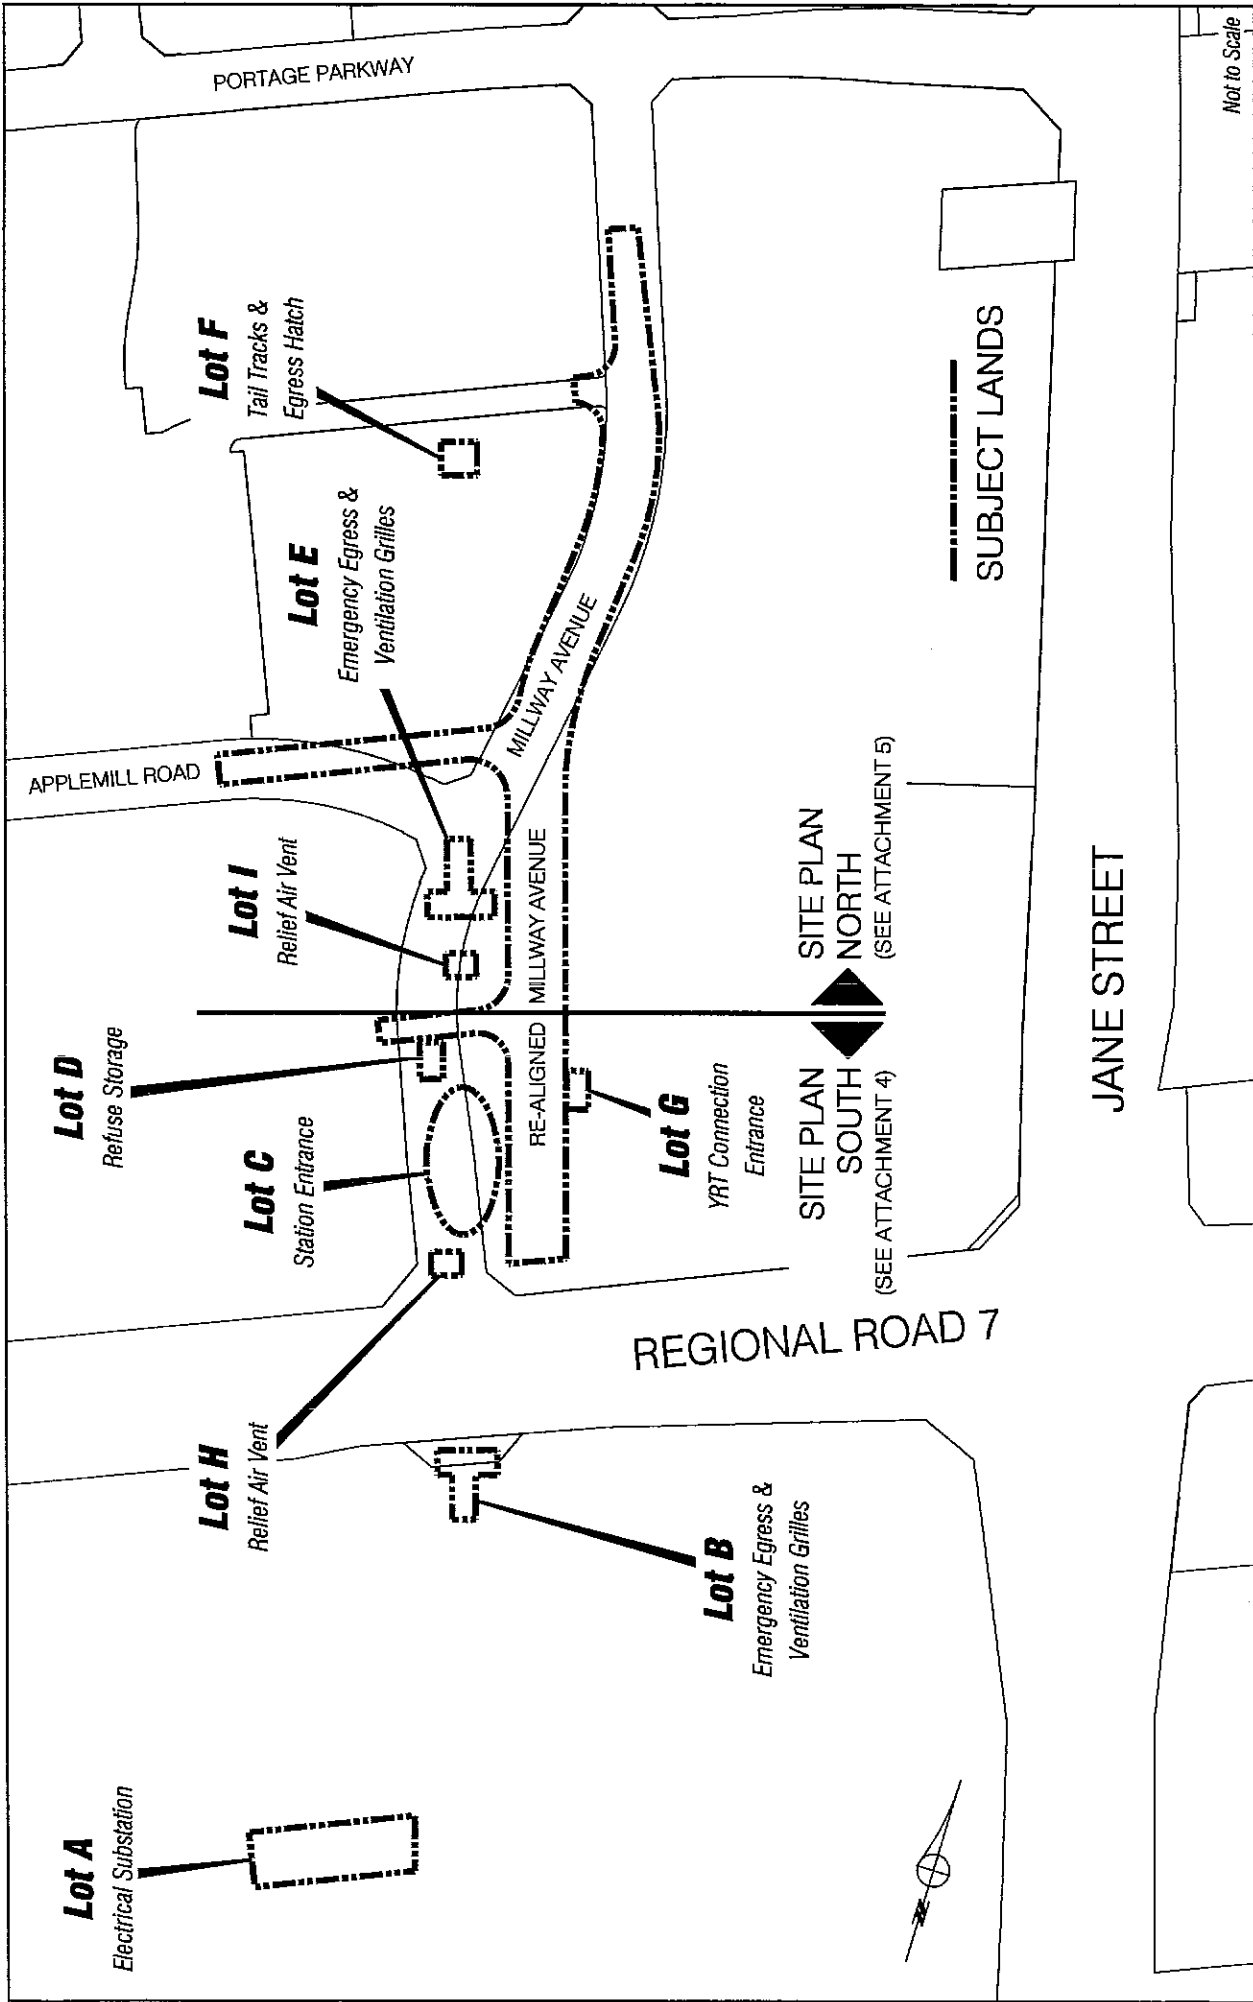 Lot A
Electrical Substation
Lot H
Relief Air Vent
Lot B
Emergency Egress &
Ventilation Grilles
Lot C
Station Entrance
Lot D
Refuse Storage
Lot I
Relief Air Vent
Lot E
Emergency Egress &
Ventilation Grilles
Lot F
Tail Tracks &
Egress Hatch
Lot G
YRT Connection
Entrance
APPLEMILL ROAD
PORTAGE PARKWAY
MILLWAY AVENUE
RE-ALIGNED MILLWAY AVENUE
REGIONAL ROAD 7
JANE STREET
SITE PLAN
SOUTH
(SEE ATTACHMENT 4)
SITE PLAN
NORTH
(SEE ATTACHMENT 5)
SUBJECT LANDS
N
Not to Scale